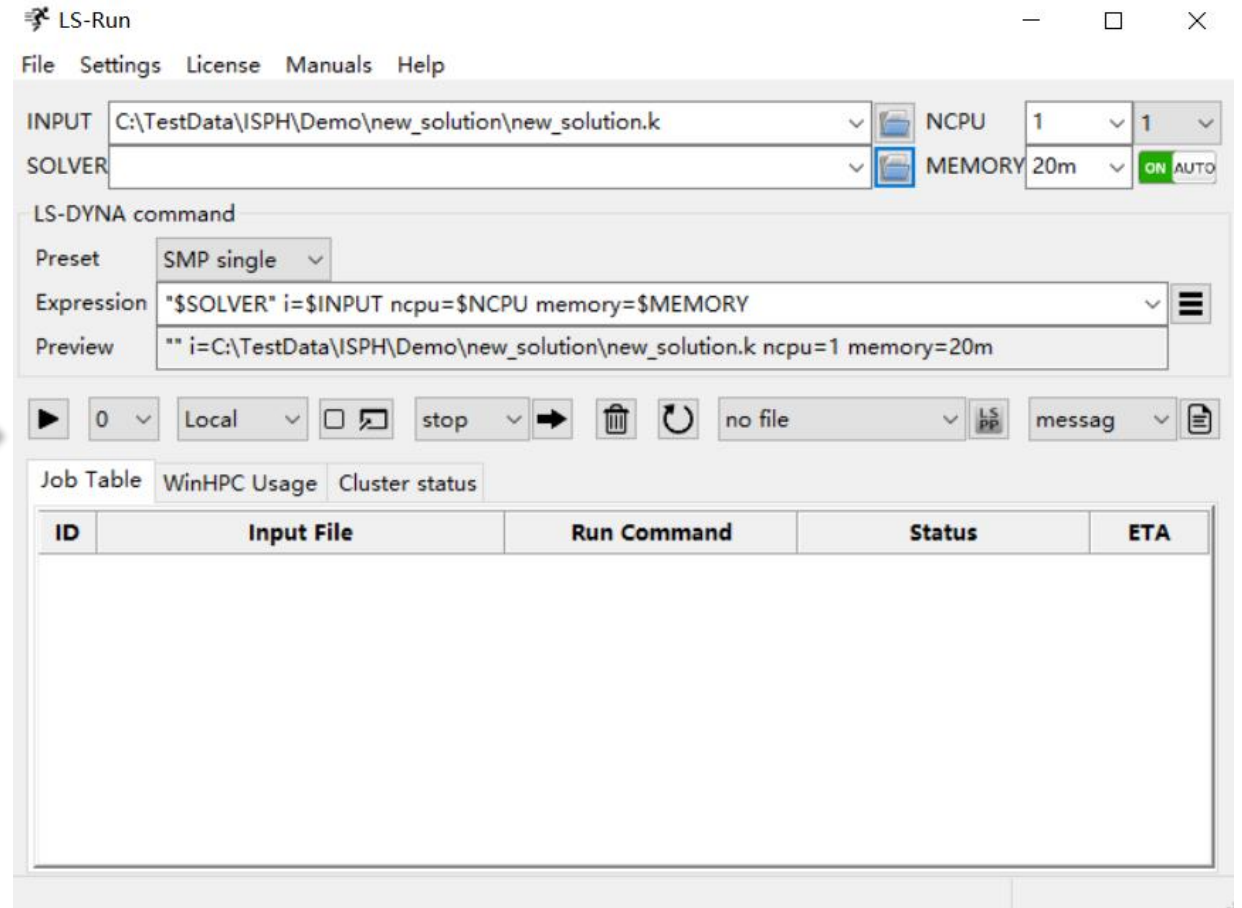 LS-Run
File Settings License Manuals Help
INPUT C:\TestData\ISPH\Demo\new_solution\new_solution.k NCPU 1 1
SOLVER MEMORY 20m ON AUTO
LS-DYNA command
Preset SMP single
Expression "$SOLVER" i=$INPUT ncpu=$NCPU memory=$MEMORY
Preview "" i=C:\TestData\ISPH\Demo\new_solution\new_solution.k ncpu=1 memory=20m
0 Local stop no file LS PP messag
Job Table WinHPC Usage Cluster status
ID Input File Run Command Status ETA